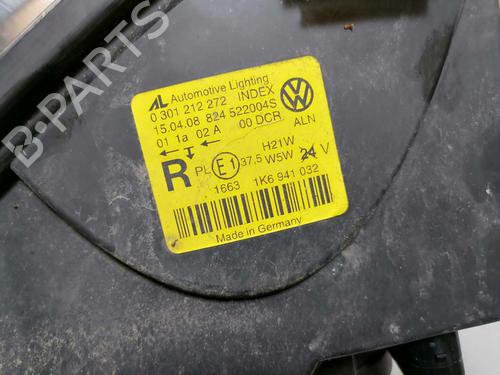 B-PARTS
AL Automotive Lighting
0 301 212 272 INDEX
15.04.08 824 522004S
01 1a 02 A 00 DCR ALN
R PL E1 37,5 H21W W5W 24 V
1663 1K6 941 032
Made in Germany
VW